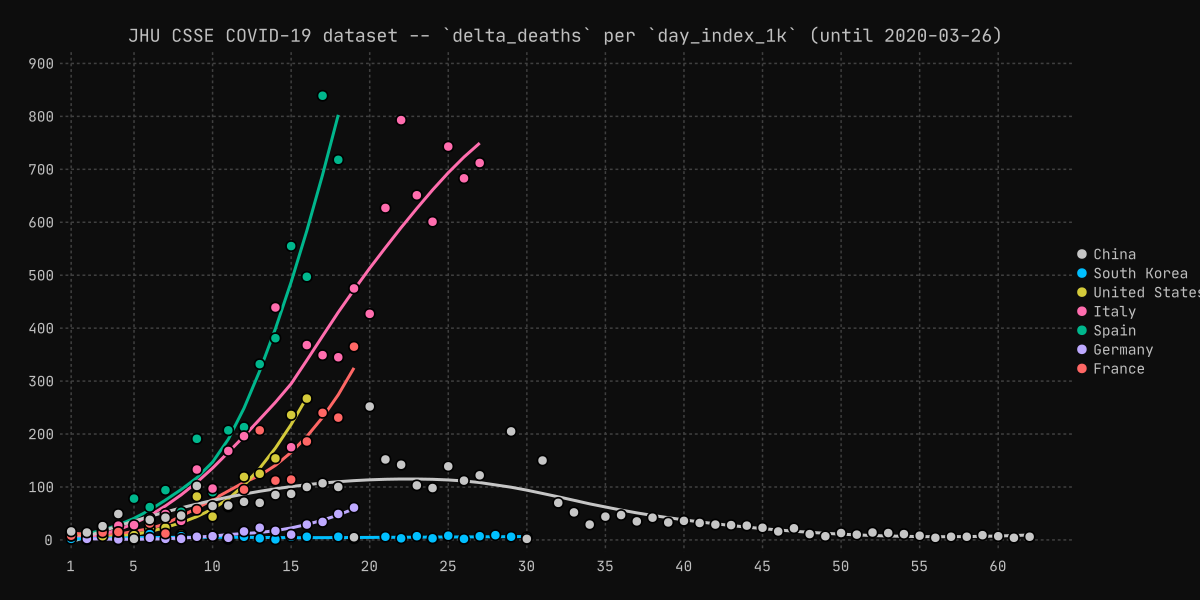 JHU CSSE COVID-19 dataset -- `delta_deaths` per `day_index_1k` (until 2020-03-26)
900
800
700
600
500
400
300
200
100
0
1 5 10 15 20 25 30 35 40 45 50 55 60
China
South Korea
United States
Italy
Spain
Germany
France